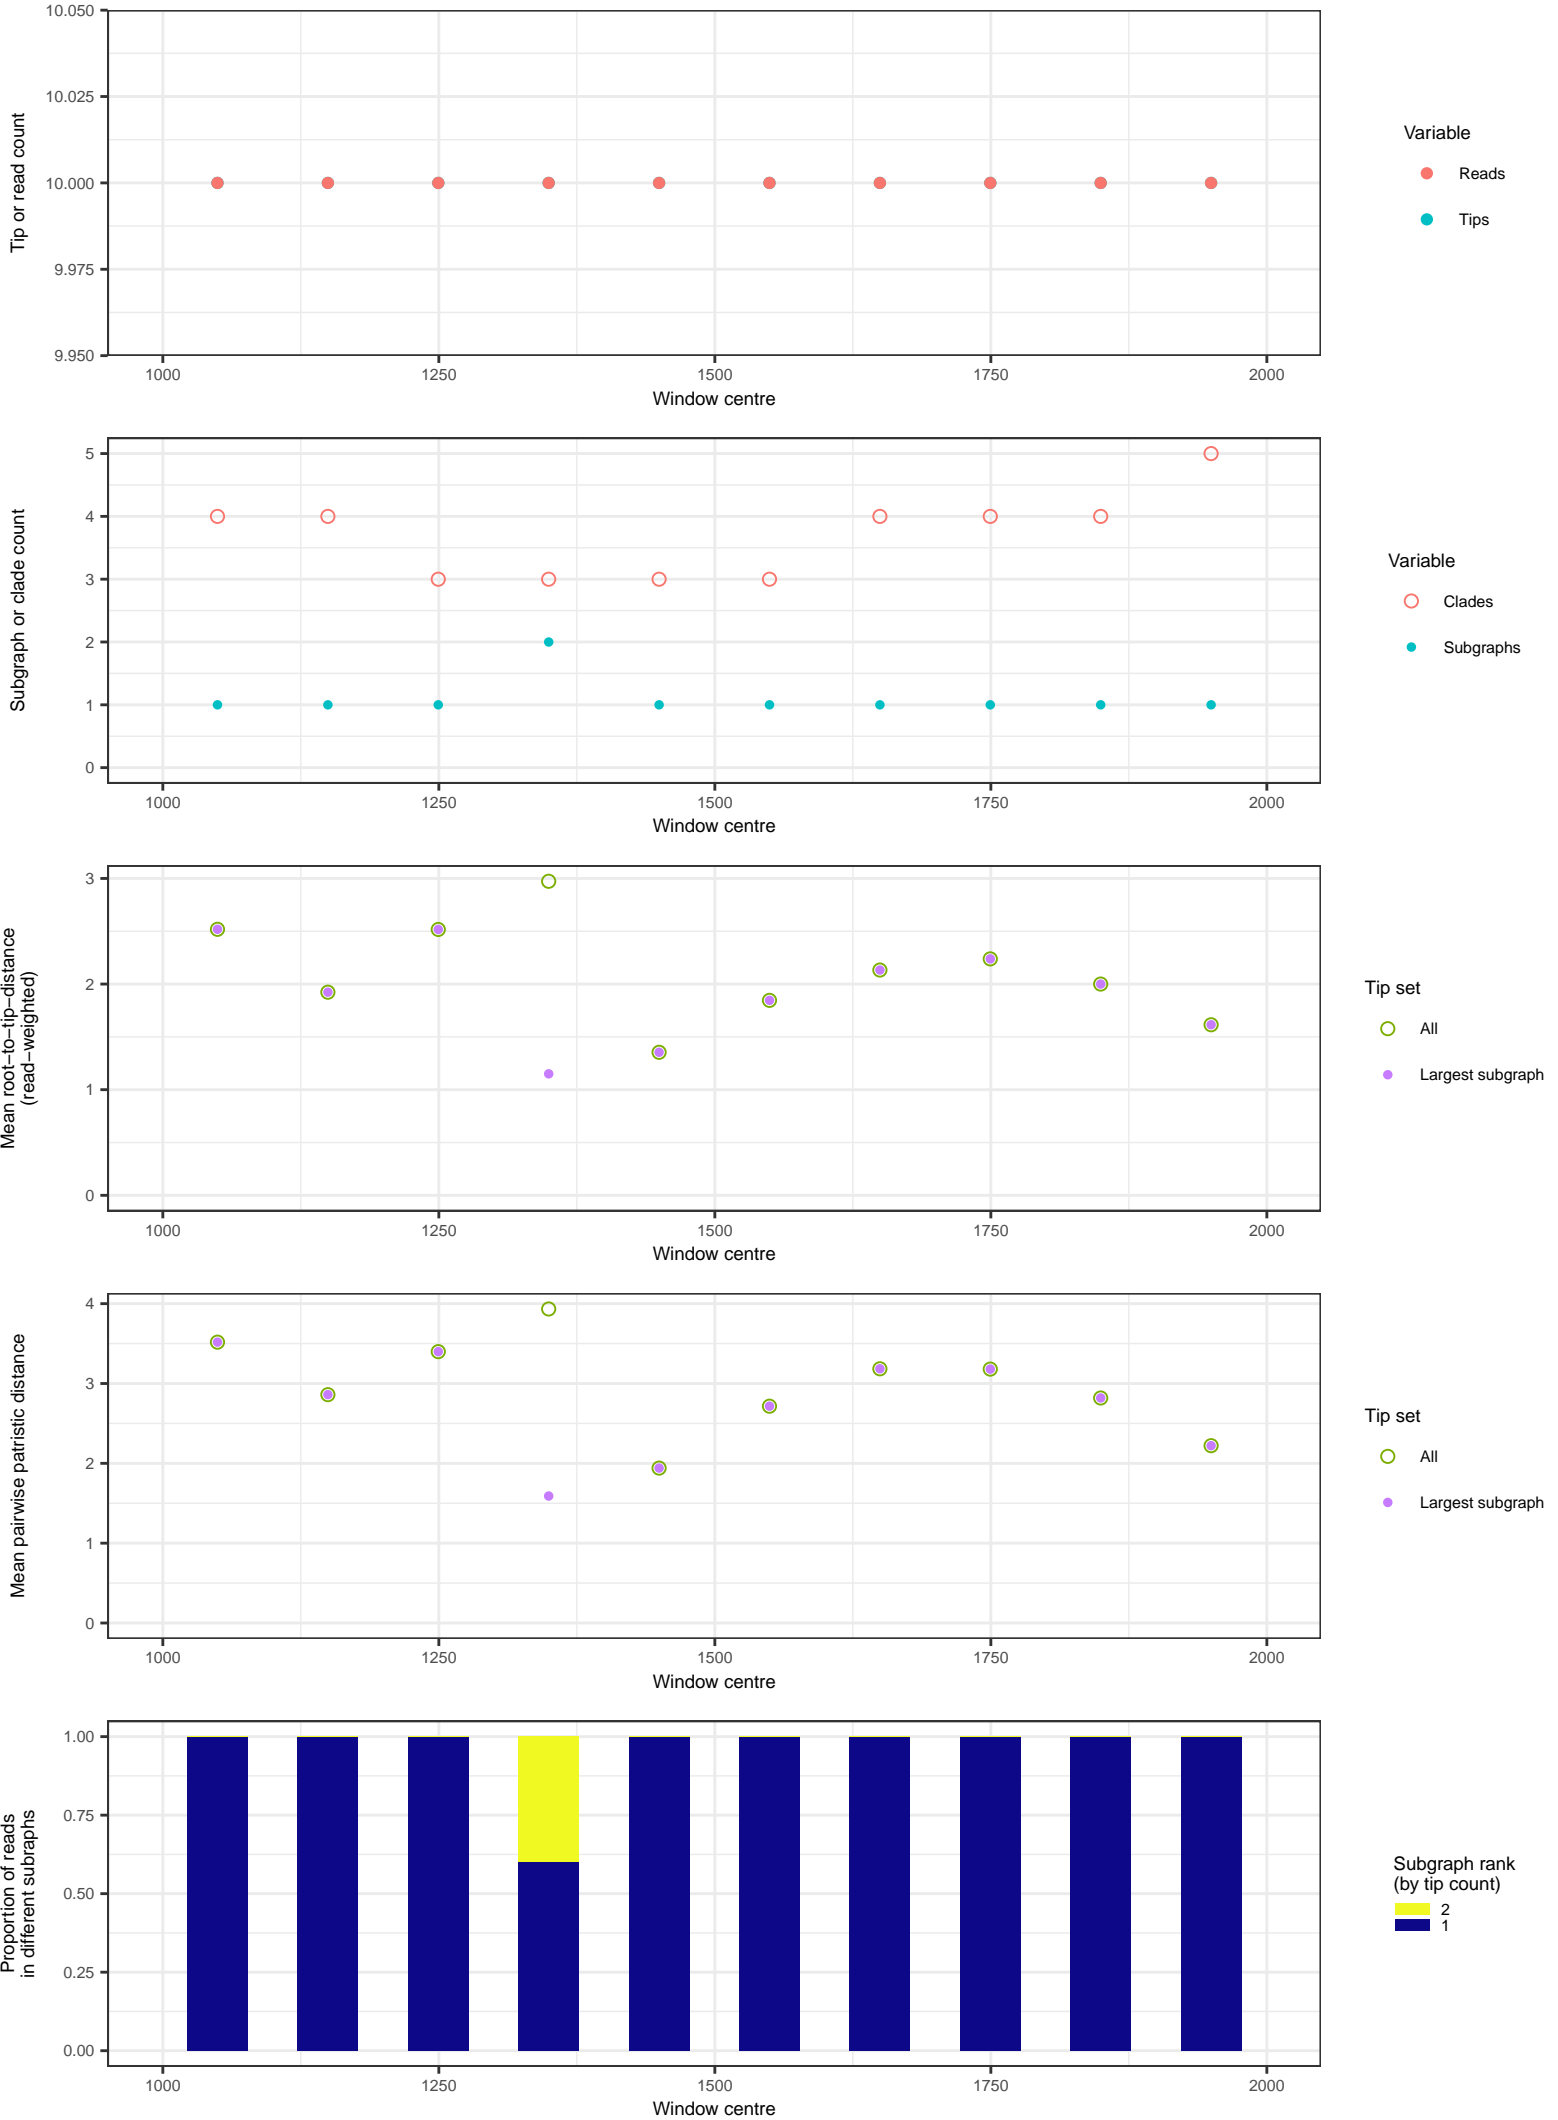 10.050
10.025
10.000
9.975
9.950
Tip or read count
1000 1250 1500 1750 2000
Window centre
Variable
Reads
Tips
5
4
3
2
1
0
Subgraph or clade count
1000 1250 1500 1750 2000
Window centre
Variable
Clades
Subgraphs
3
2
1
0
Mean root-to-tip-distance
(read-weighted)
1000 1250 1500 1750 2000
Window centre
Tip set
All
Largest subgraph
4
3
2
1
0
Mean pairwise patristic distance
1000 1250 1500 1750 2000
Window centre
Tip set
All
Largest subgraph
1.00
0.75
0.50
0.25
0.00
Proportion of reads
in different subraphs
1000 1250 1500 1750 2000
Window centre
Subgraph rank
(by tip count)
2
1